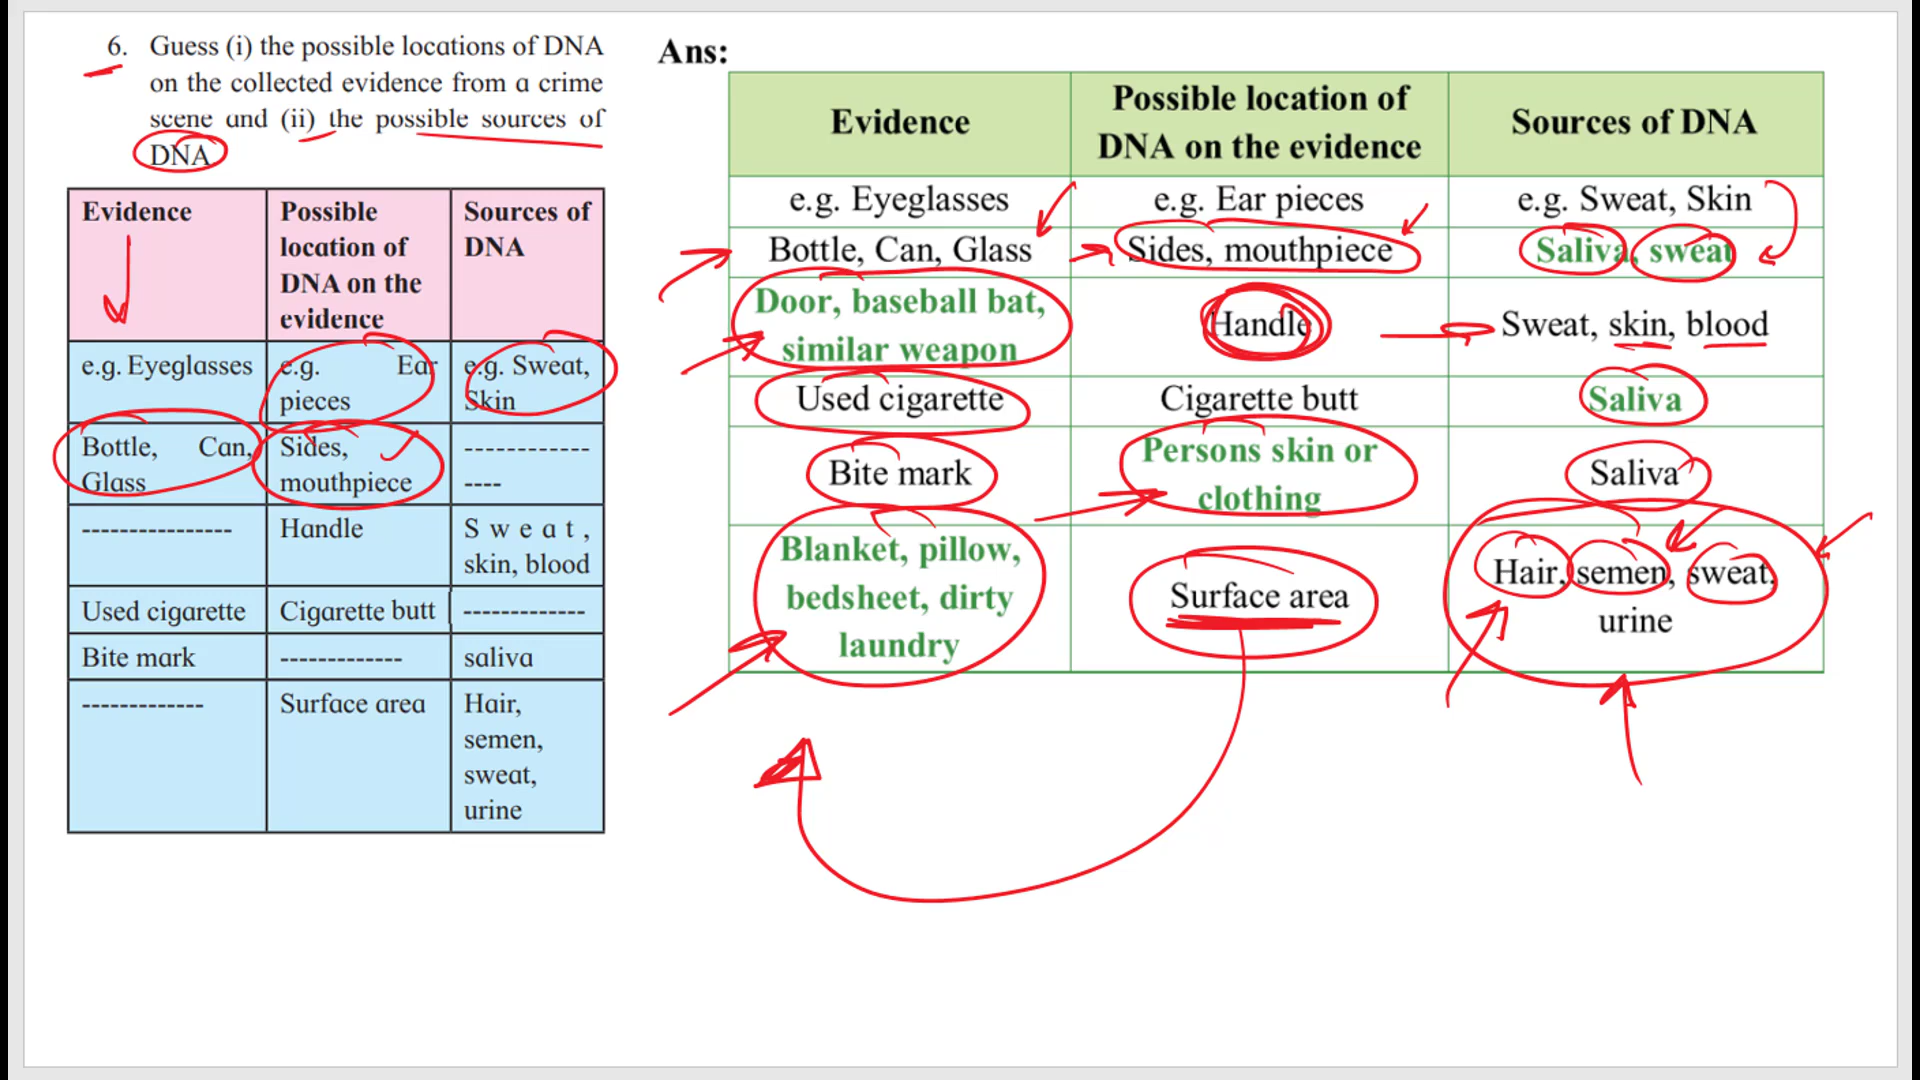 6. Guess (i) the possible locations of DNA
on the collected evidence from a crime
scene and (ii) the possible sources of
DNA
Evidence
Possible
location of
DNA on the
evidence
Sources of
DNA
e.g. Eyeglasses
e.g. Ear
pieces
e.g. Sweat,
Skin
Bottle, Can,
Glass
Sides,
mouthpiece
------------
----
---------------
Handle
Sweat,
skin, blood
Used cigarette
Cigarette butt
------------
Bite mark
------------
saliva
------------
Surface area
Hair,
semen,
sweat,
urine
Ans:
Evidence
Possible location of
DNA on the evidence
Sources of DNA
e.g. Eyeglasses
e.g. Ear pieces
e.g. Sweat, Skin
Bottle, Can, Glass
Sides, mouthpiece
Saliva, sweat
Door, baseball bat,
similar weapon
Handle
Sweat, skin, blood
Used cigarette
Cigarette butt
Saliva
Bite mark
Persons skin or
clothing
Saliva
Blanket, pillow,
bedsheet, dirty
laundry
Surface area
Hair, semen, sweat,
urine